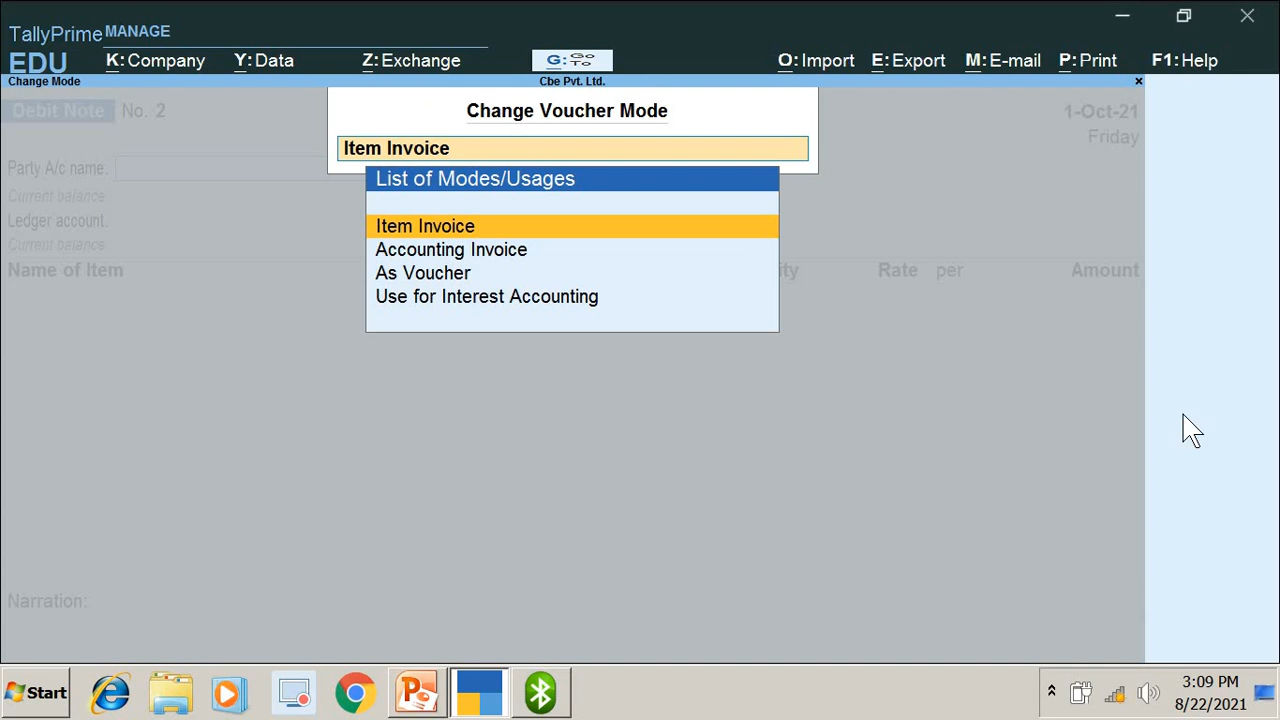 TallyPrime MANAGE
EDU K:Company Y:Data Z:Exchange G:Go To O:Import E:Export M:E-mail P:Print F1:Help
Change Mode Cbe Pvt. Ltd. ×
Debit Note No. 2 Change Voucher Mode 1-Oct-21
Friday
Item Invoice
Party A/c name.
List of Modes/Usages
Current balance
Ledger account. Item Invoice
Current balance Accounting Invoice
Name of Item As Voucher ity Rate per Amount
Use for Interest Accounting
Narration:
Start 3:09 PM
8/22/2021